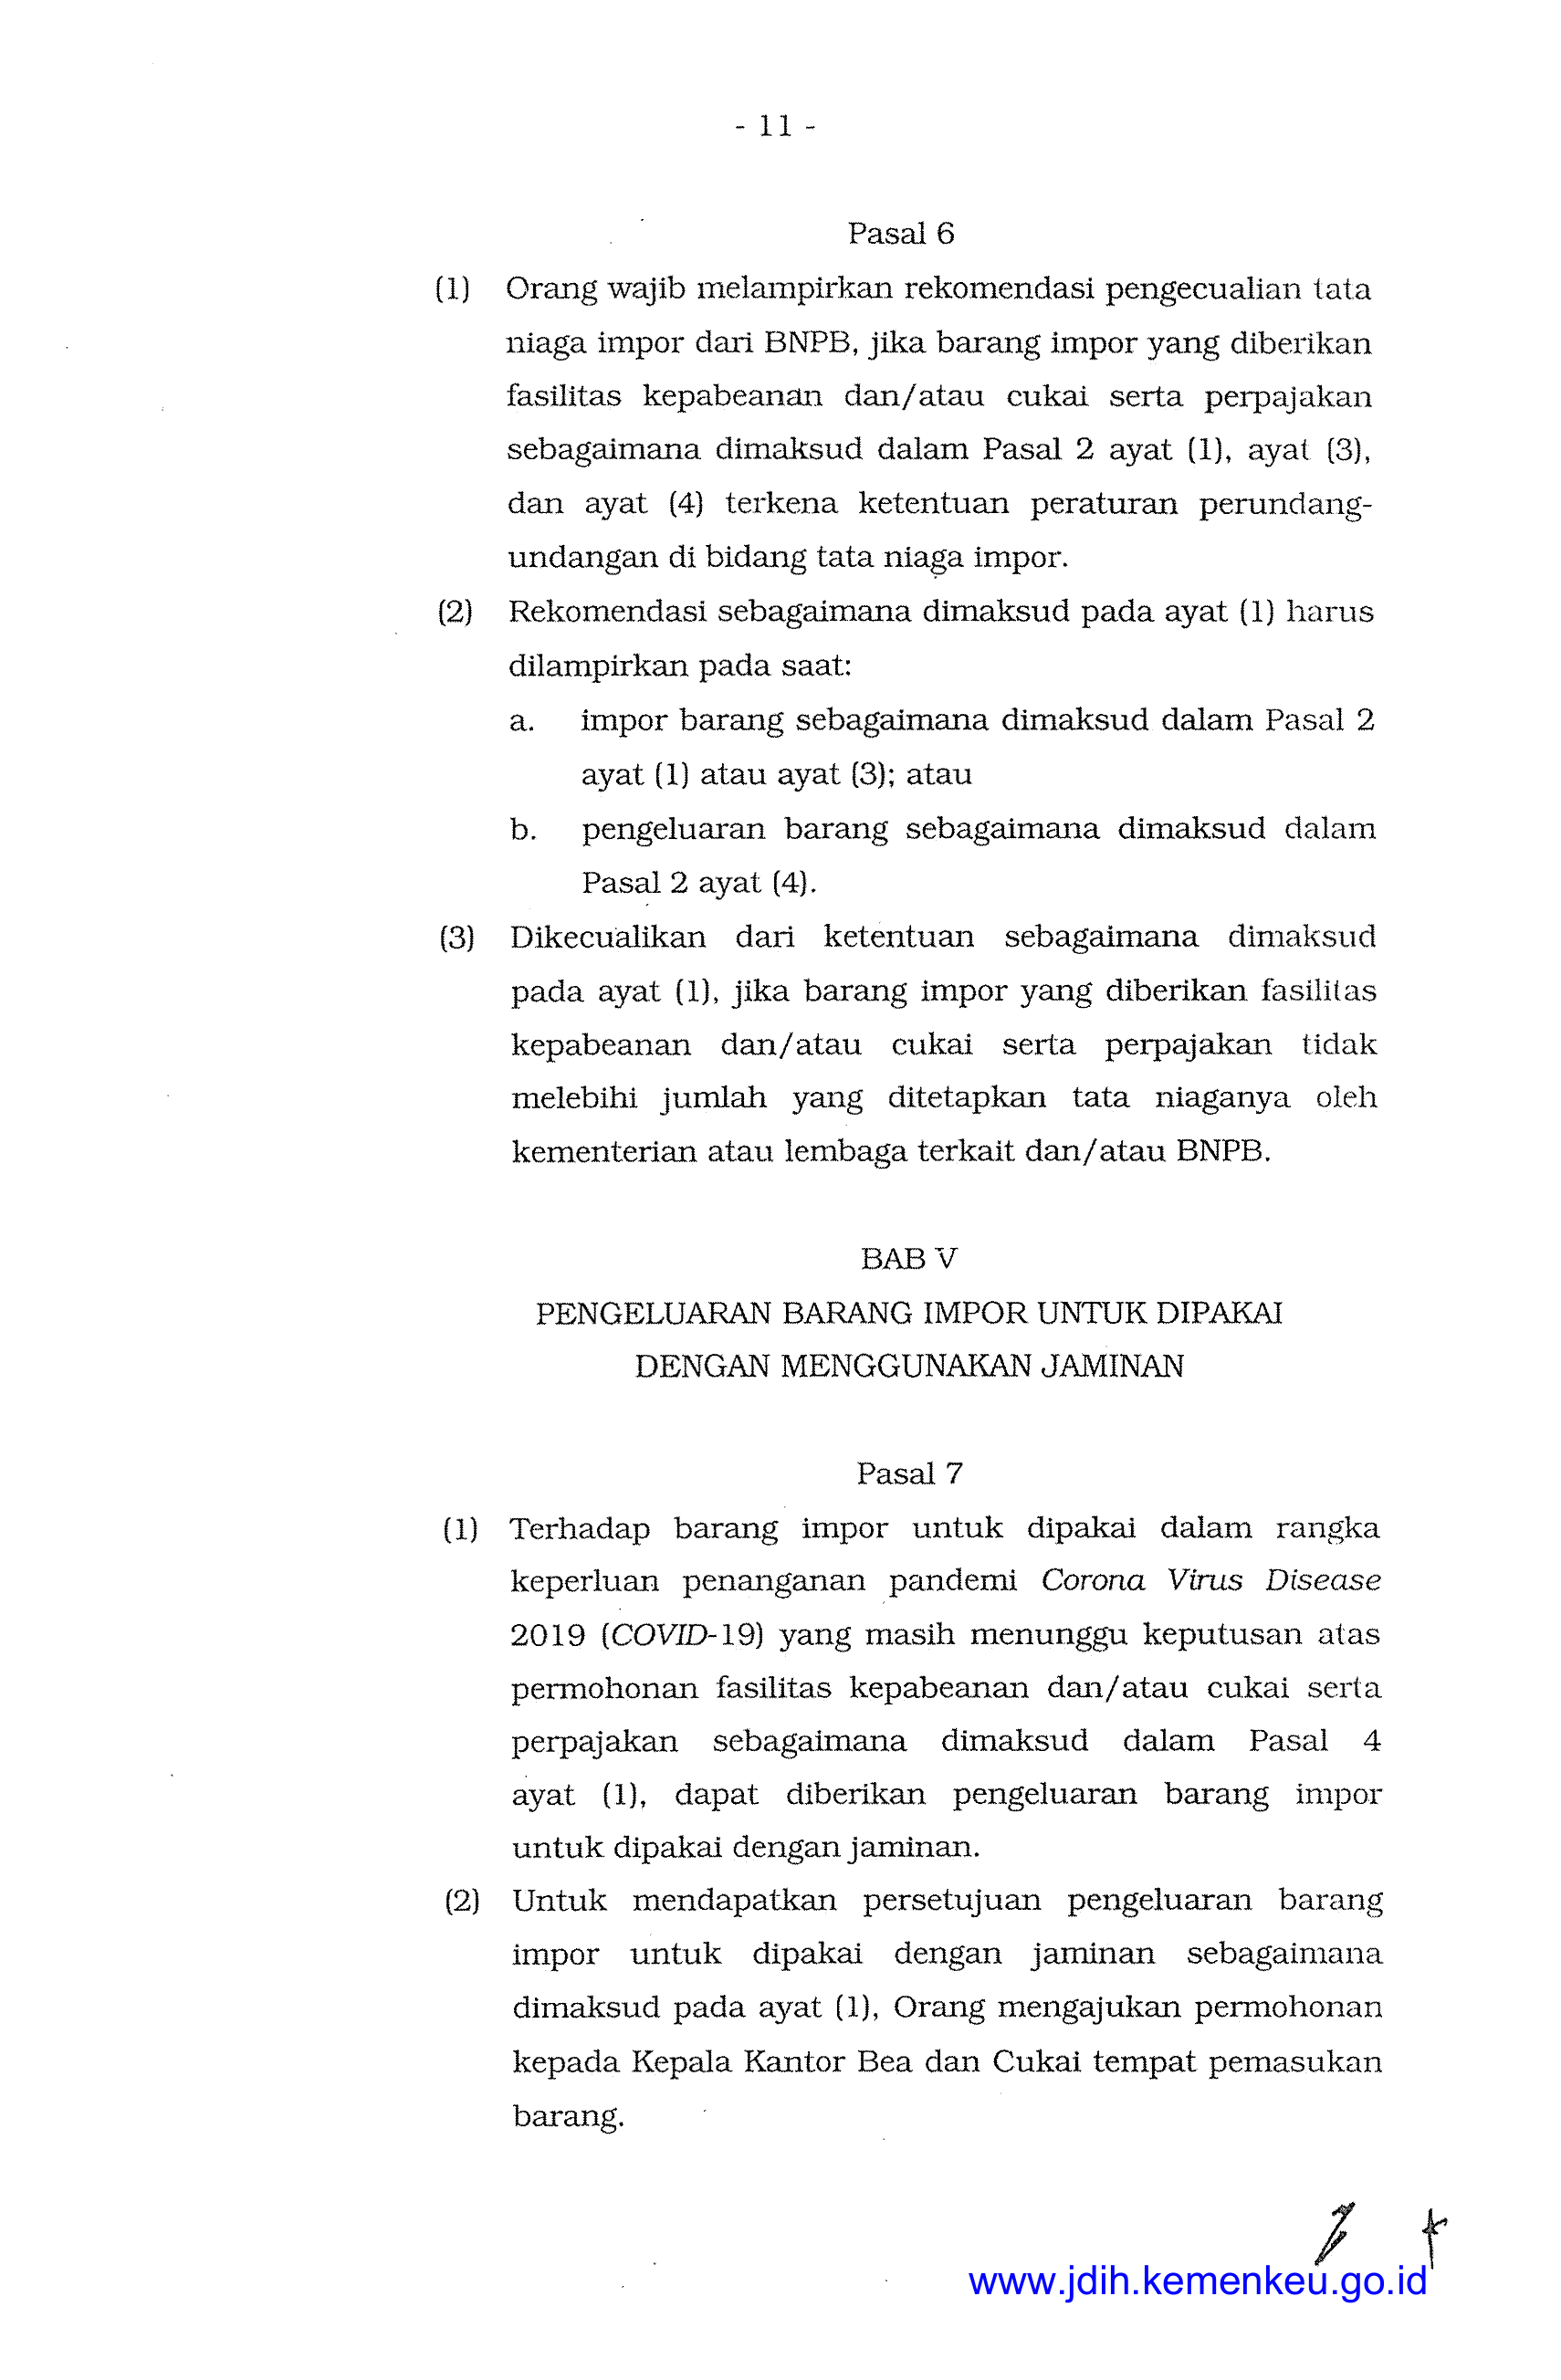 - 11 -
Pasal 6
(1) Orang wajib melampirkan rekomendasi pengecualian tata
niaga impor dari BNPB, jika barang impor yang diberikan
fasilitas kepabeanan dan/atau cukai serta perpajakan
sebagaimana dimaksud dalam Pasal 2 ayat (1), ayat (3),
dan ayat (4) terkena ketentuan peraturan perundang-
undangan di bidang tata niaga impor.
(2) Rekomendasi sebagaimana dimaksud pada ayat (1) harus
dilampirkan pada saat:
a. impor barang sebagaimana dimaksud dalam Pasal 2
ayat (1) atau ayat (3); atau
b. pengeluaran barang sebagaimana dimaksud dalam
Pasal 2 ayat (4).
(3) Dikecualikan dari ketentuan sebagaimana dimaksud
pada ayat (1), jika barang impor yang diberikan fasilitas
kepabeanan dan/atau cukai serta perpajakan tidak
melebihi jumlah yang ditetapkan tata niaganya oleh
kementerian atau lembaga terkait dan/atau BNPB.
BAB V
PENGELUARAN BARANG IMPOR UNTUK DIPAKAI
DENGAN MENGGUNAKAN JAMINAN
Pasal 7
(1) Terhadap barang impor untuk dipakai dalam rangka
keperluan penanganan pandemi Corona Virus Disease
2019 (COVID-19) yang masih menunggu keputusan atas
permohonan fasilitas kepabeanan dan/atau cukai serta
perpajakan sebagaimana dimaksud dalam Pasal 4
ayat (1), dapat diberikan pengeluaran barang impor
untuk dipakai dengan jaminan.
(2) Untuk mendapatkan persetujuan pengeluaran barang
impor untuk dipakai dengan jaminan sebagaimana
dimaksud pada ayat (1), Orang mengajukan permohonan
kepada Kepala Kantor Bea dan Cukai tempat pemasukan
barang.
www.jdih.kemenkeu.go.id